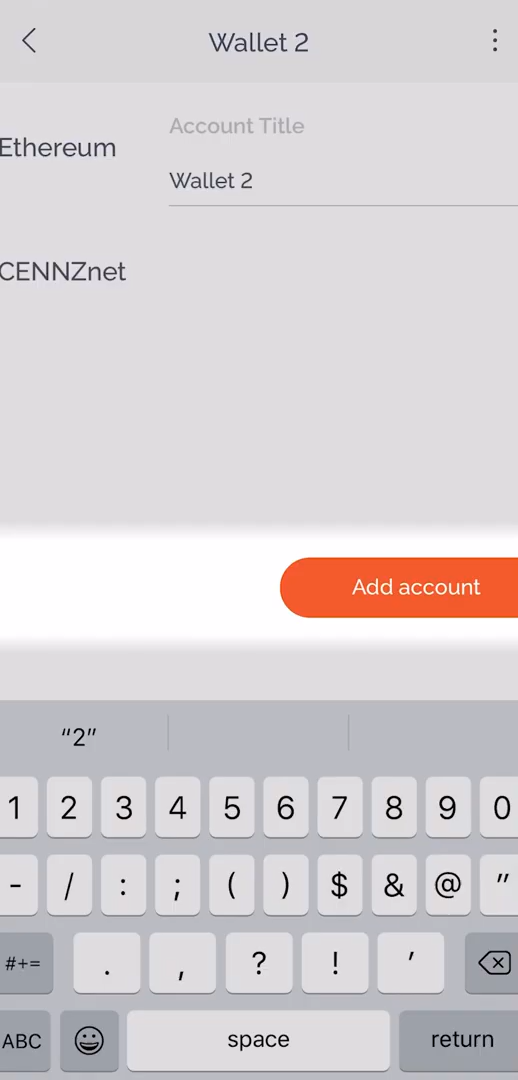 Wallet 2
Account Title
Ethereum
Wallet 2
CENNZnet
Add account
“2”
1 2 3 4 5 6 7 8 9 0
- / : ; ( ) $ & @ "
#+= . , ? ! ’
ABC space return